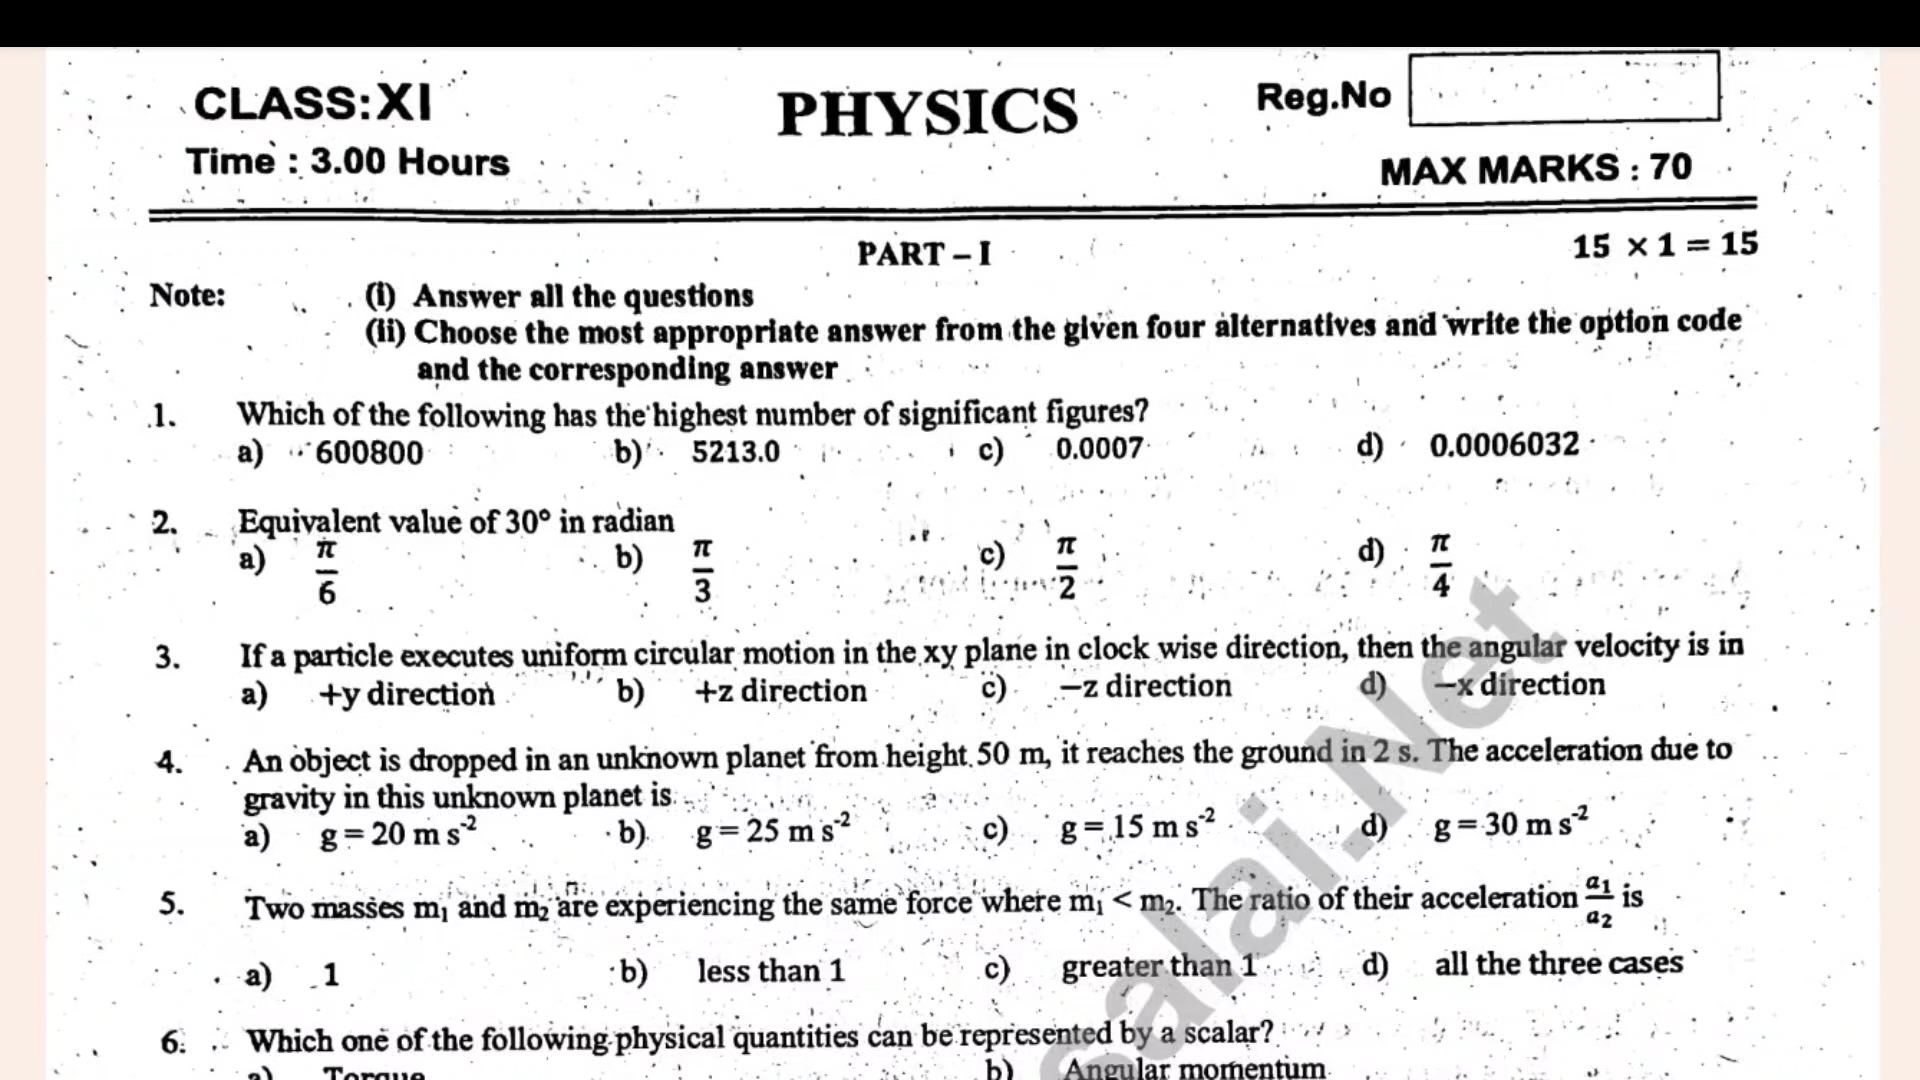 CLASS:XI PHYSICS Reg.No
Time : 3.00 Hours MAX MARKS : 70
PART – I 15 × 1 = 15
Note: (i) Answer all the questions
(ii) Choose the most appropriate answer from the given four alternatives and write the option code
and the corresponding answer
1. Which of the following has the highest number of significant figures?
a) 600800 b) 5213.0 c) 0.0007 d) 0.0006032
2. Equivalent value of 30° in radian
a) π/6 b) π/3 c) π/2 d) π/4
3. If a particle executes uniform circular motion in the xy plane in clock wise direction, then the angular velocity is in
a) +y direction b) +z direction c) –z direction d) –x direction
4. An object is dropped in an unknown planet from height 50 m, it reaches the ground in 2 s. The acceleration due to
gravity in this unknown planet is
a) g = 20 m s⁻² b) g = 25 m s⁻² c) g = 15 m s⁻² d) g = 30 m s⁻²
5. Two masses m₁ and m₂ are experiencing the same force where m₁ < m₂. The ratio of their acceleration a₁/a₂ is
a) 1 b) less than 1 c) greater than 1 d) all the three cases
6. Which one of the following physical quantities can be represented by a scalar?
a) Torque b) Angular momentum
salai.Net